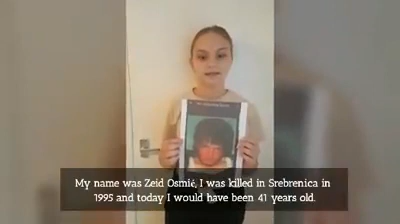 My name was Zeid Osmić, I was killed in Srebrenica in
1995 and today I would have been 41 years old.